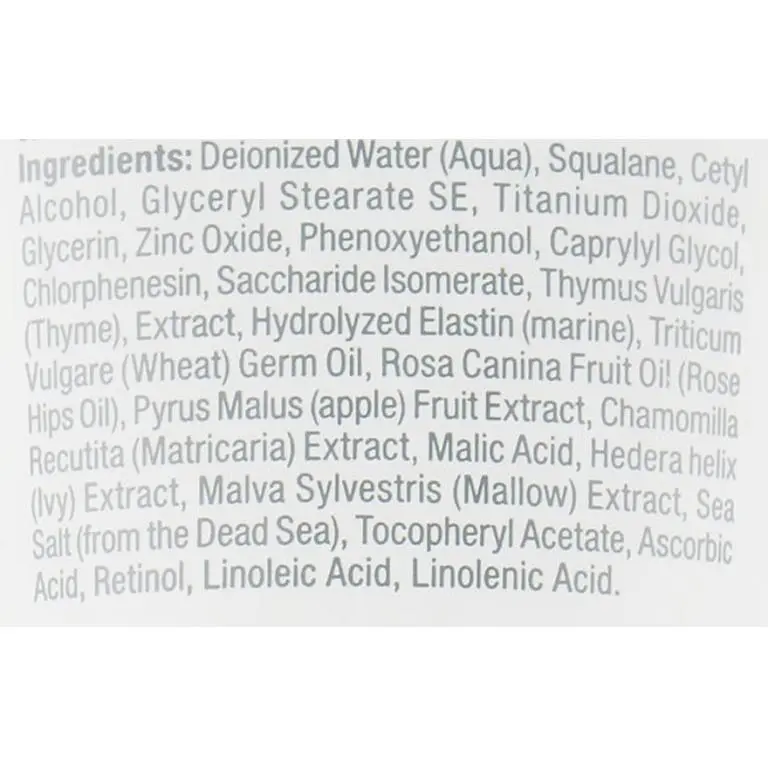 Ingredients: Deionized Water (Aqua), Squalane, Cetyl
Alcohol, Glyceryl Stearate SE, Titanium Dioxide,
Glycerin, Zinc Oxide, Phenoxyethanol, Caprylyl Glycol,
Chlorphenesin, Saccharide Isomerate, Thymus Vulgaris
(Thyme), Extract, Hydrolyzed Elastin (marine), Triticum
Vulgare (Wheat) Germ Oil, Rosa Canina Fruit Oil (Rose
Hips Oil), Pyrus Malus (apple) Fruit Extract, Chamomilla
Recutita (Matricaria) Extract, Malic Acid, Hedera helix
(Ivy) Extract, Malva Sylvestris (Mallow) Extract, Sea
Salt (from the Dead Sea), Tocopheryl Acetate, Ascorbic
Acid, Retinol, Linoleic Acid, Linolenic Acid.